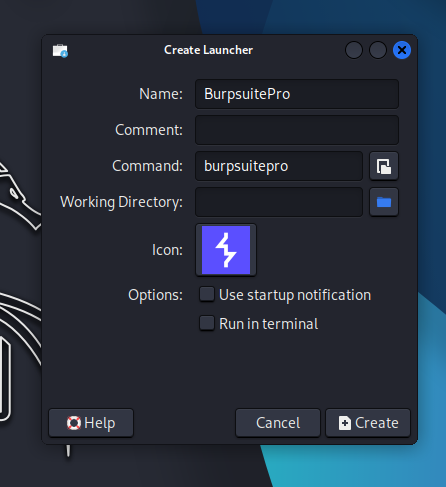 Create Launcher
Name: BurpsuitePro
Comment:
Command: burpsuitepro
Working Directory:
Icon:
Options: Use startup notification
Run in terminal
Help Cancel Create